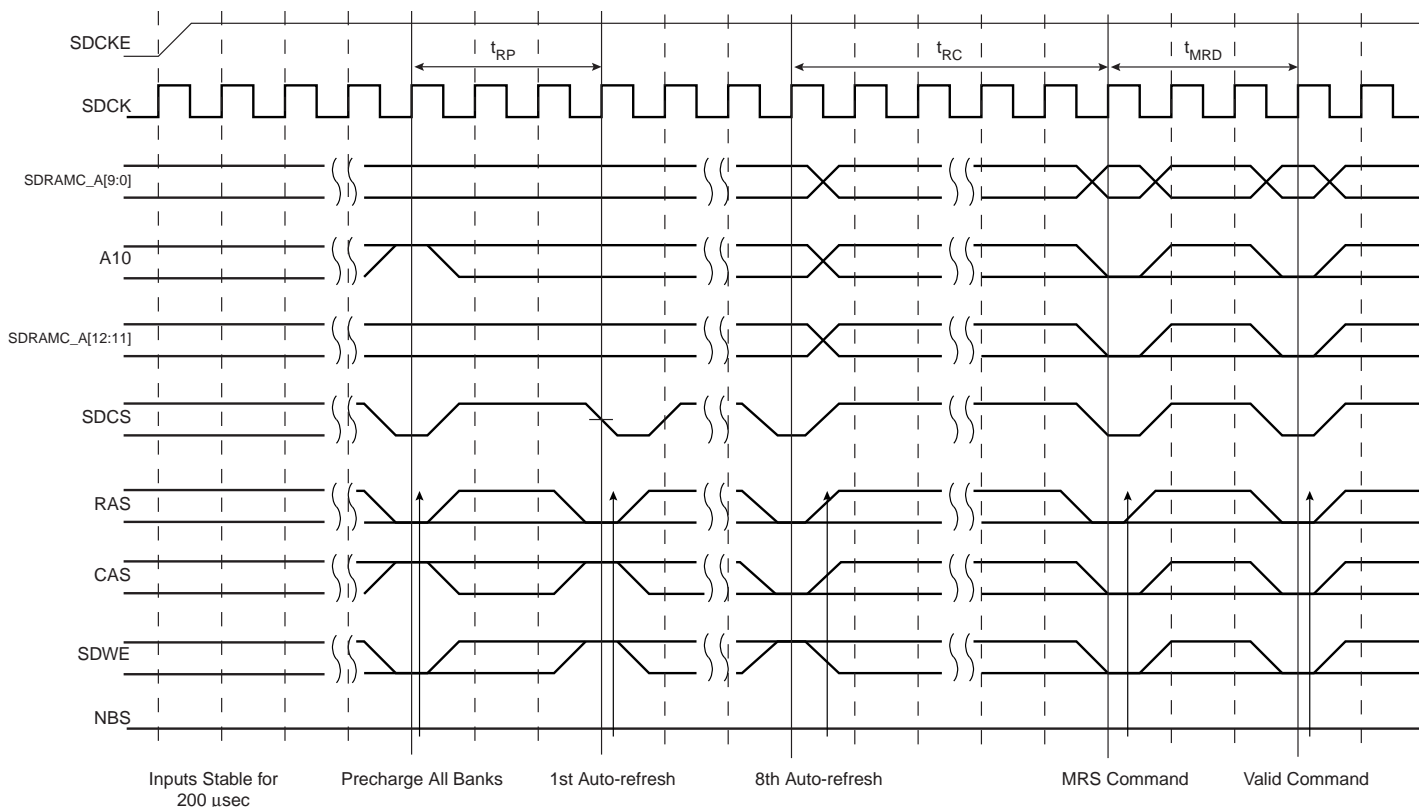 SDCKE
tRP
tRC
tMRD
SDCK
SDRAMC_A[9:0]
A10
SDRAMC_A[12:11]
SDCS
RAS
CAS
SDWE
NBS
Inputs Stable for
200 μsec
Precharge All Banks
1st Auto-refresh
8th Auto-refresh
MRS Command
Valid Command